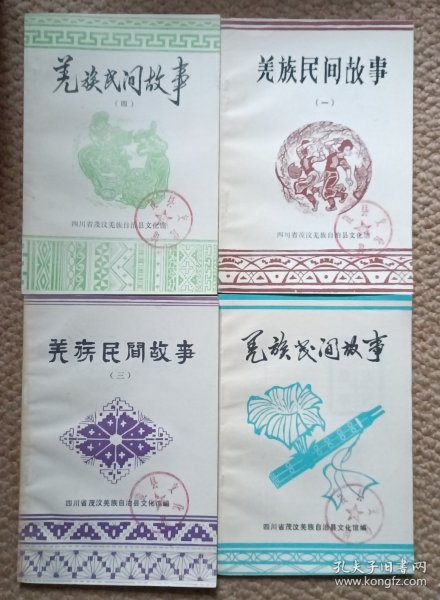 羌族民间故事
(四)
四川省茂汶羌族自治县文化馆
羌族民间故事
(一)
四川省茂汶羌族自治县文化馆
羌族民間故事
(三)
四川省茂汶羌族自治县文化馆编
羌族民间故事
四川省茂汶羌族自治县文化馆编
孔夫子旧书网
www.kongfz.com